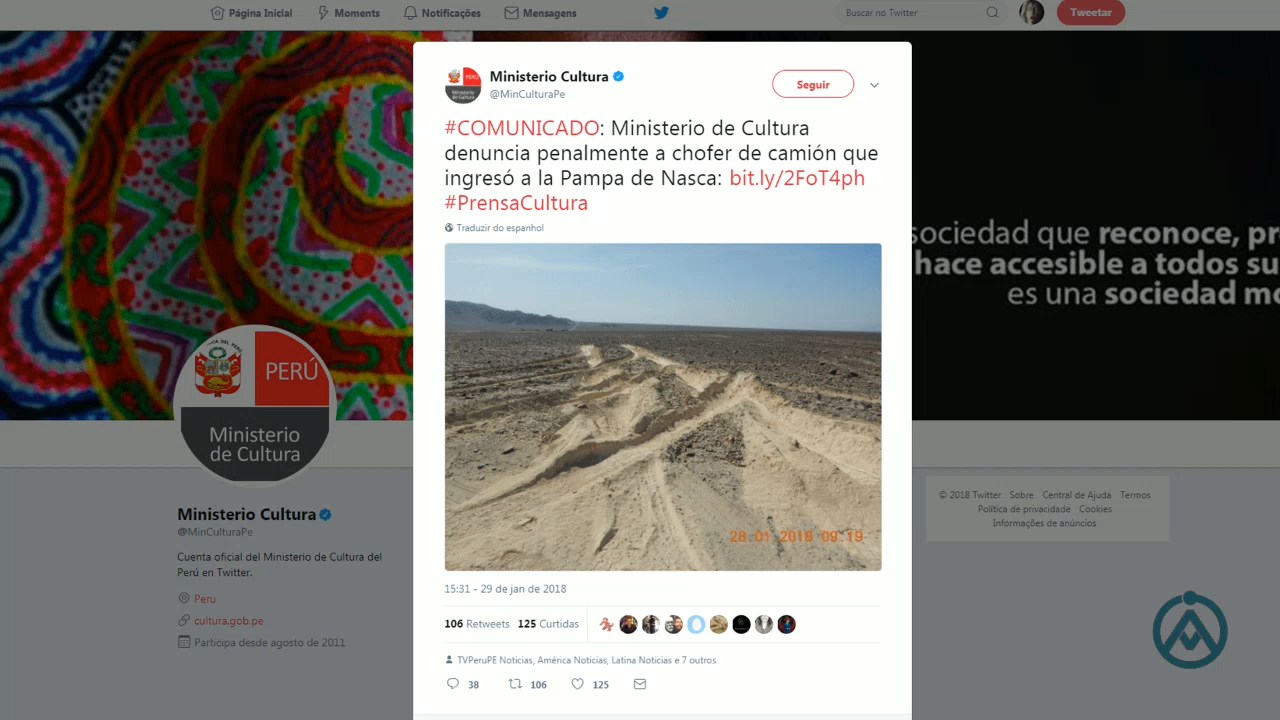 Página Inicial
Moments
Notificações
Mensagens
Buscar no Twitter
Tweetar
Ministerio Cultura
@MinCulturaPe
Seguir
#COMUNICADO: Ministerio de Cultura
denuncia penalmente a chofer de camión que
ingresó a la Pampa de Nasca: bit.ly/2FoT4ph
#PrensaCultura
Traduzir do espanhol
28.01 2018 09.19
15:31 - 29 de jan de 2018
106 Retweets 125 Curtidas
TVPeruPE Noticias, América Noticias, Latina Noticias e 7 outros
38 106 125
sociedad que reconoce, pr
hace accesible a todos su
es una sociedad mo
PERÚ
Ministerio
de Cultura
Ministerio Cultura
@MinCulturaPe
Cuenta oficial del Ministerio de Cultura del
Perú en Twitter.
Peru
cultura.gob.pe
Participa desde agosto de 2011
© 2018 Twitter Sobre Central de Ajuda Termos
Política de privacidade Cookies
Informações de anúncios